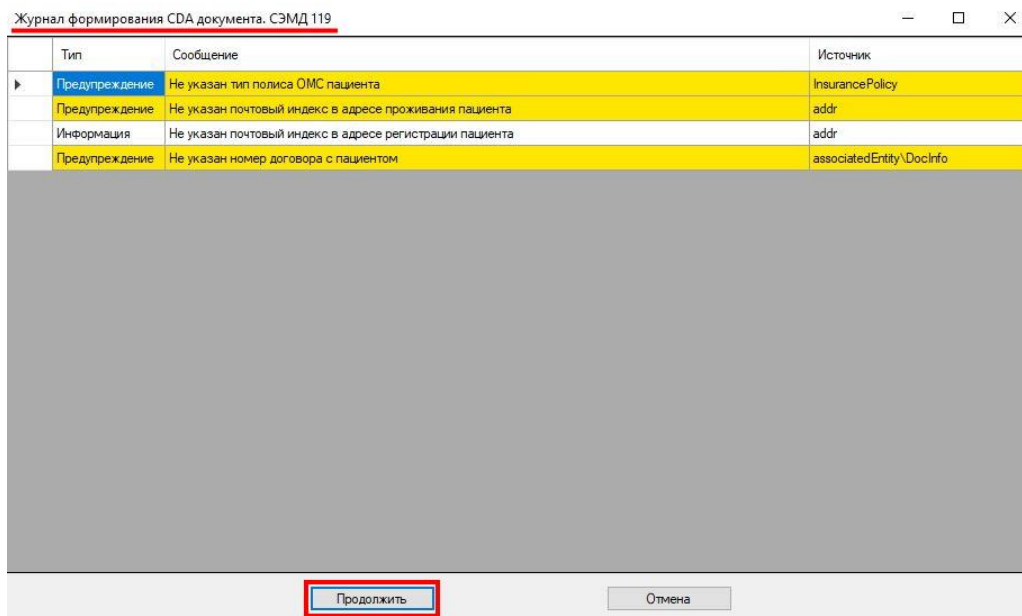 Журнал формирования CDA документа. СЭМД 119
Тип Сообщение Источник
Предупреждение Не указан тип полиса ОМС пациента InsurancePolicy
Предупреждение Не указан почтовый индекс в адресе проживания пациента addr
Информация Не указан почтовый индекс в адресе регистрации пациента addr
Предупреждение Не указан номер договора с пациентом associatedEntity\DocInfo
Продолжить Отмена